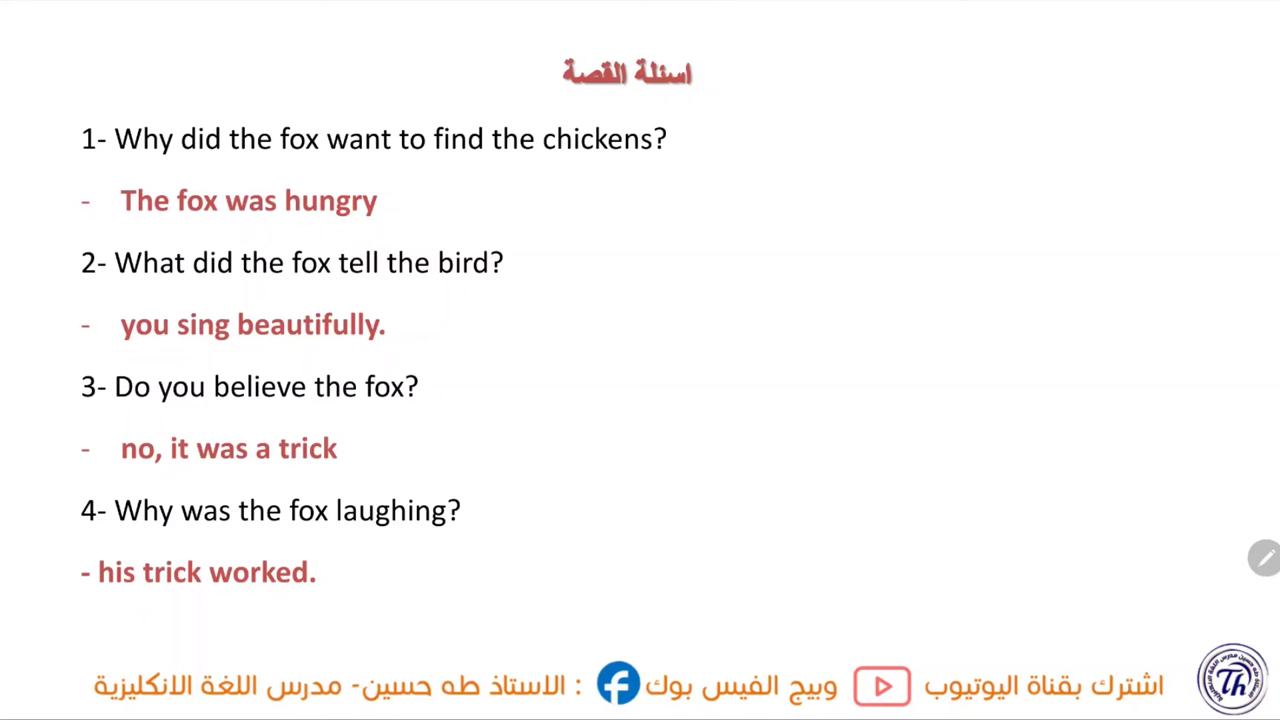 اسئلة القصة
1- Why did the fox want to find the chickens?
- The fox was hungry
2- What did the fox tell the bird?
- you sing beautifully.
3- Do you believe the fox?
- no, it was a trick
4- Why was the fox laughing?
- his trick worked.
اشترك بقناة اليوتيوب وبيج الفيس بوك : الاستاذ طه حسين- مدرس اللغة الانكليزية
Th